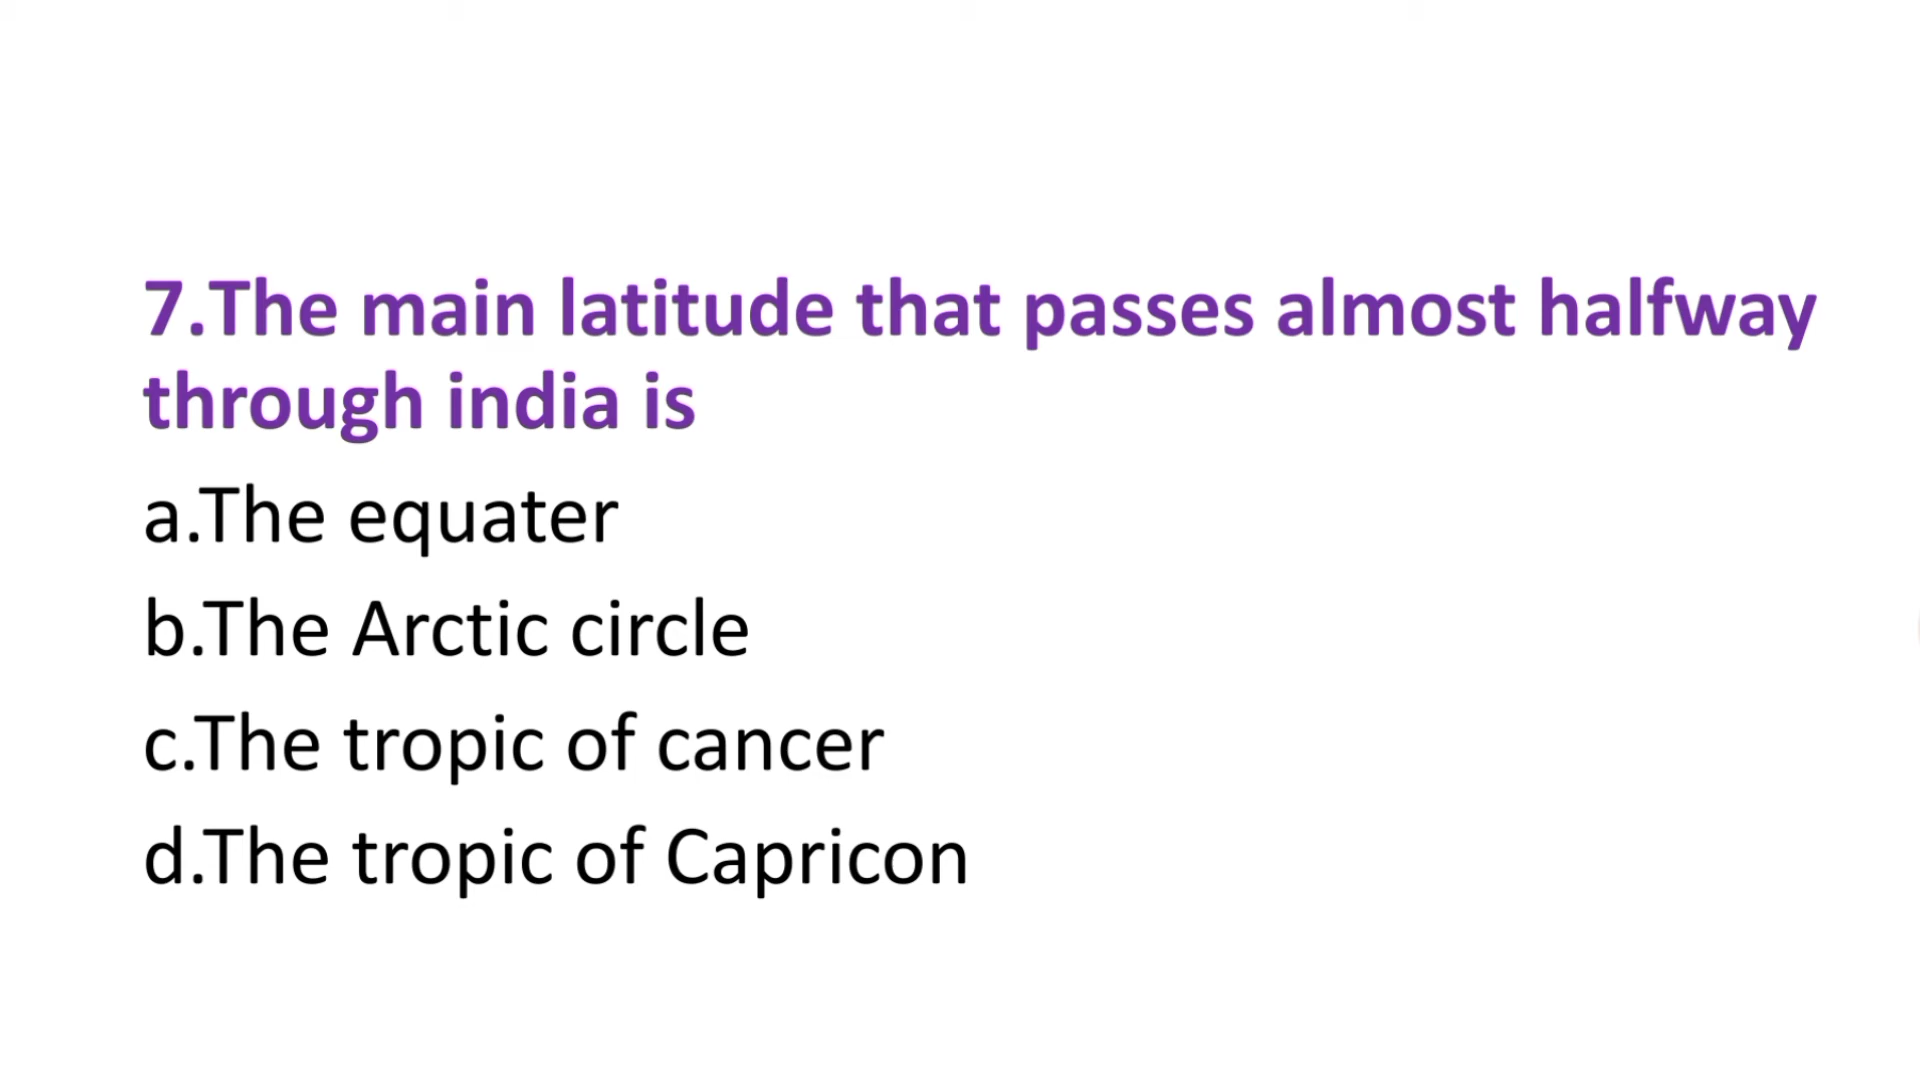 7.The main latitude that passes almost halfway
through india is
a.The equater
b.The Arctic circle
c.The tropic of cancer
d.The tropic of Capricon